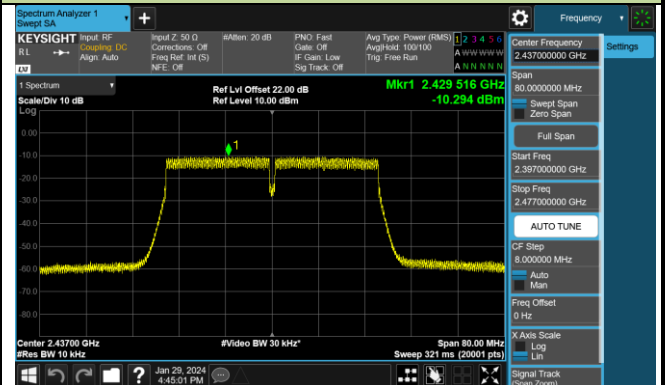 Spectrum Analyzer 1
Swept SA
+
Frequency
KEYSIGHT
RL
LXI
Input: RF
Coupling: DC
Align: Auto
Input Z: 50 Ω
Corrections: Off
Freq Ref: Int (S)
NFE: Off
#Atten: 20 dB
PNO: Fast
Gate: Off
IF Gain: Low
Sig Track: Off
Avg Type: Power (RMS)
Avg|Hold: 100/100
Trig: Free Run
1 2 3 4 5 6
A W W W W W
A N N N N N
1 Spectrum
Scale/Div 10 dB
Log
Ref Lvl Offset 22.00 dB
Ref Level 10.00 dBm
Mkr1 2.429 516 GHz
-10.294 dBm
1
0.00
-10.0
-20.0
-30.0
-40.0
-50.0
-60.0
-70.0
-80.0
Center 2.43700 GHz
#Res BW 10 kHz
#Video BW 30 kHz*
Span 80.00 MHz
Sweep 321 ms (20001 pts)
Center Frequency
2.437000000 GHz
Span
80.0000000 MHz
Swept Span
Zero Span
Full Span
Start Freq
2.397000000 GHz
Stop Freq
2.477000000 GHz
AUTO TUNE
CF Step
8.000000 MHz
Auto
Man
Freq Offset
0 Hz
X Axis Scale
Log
Lin
Signal Track
(Span Zoom)
Settings
?
Jan 29, 2024
4:45:01 PM